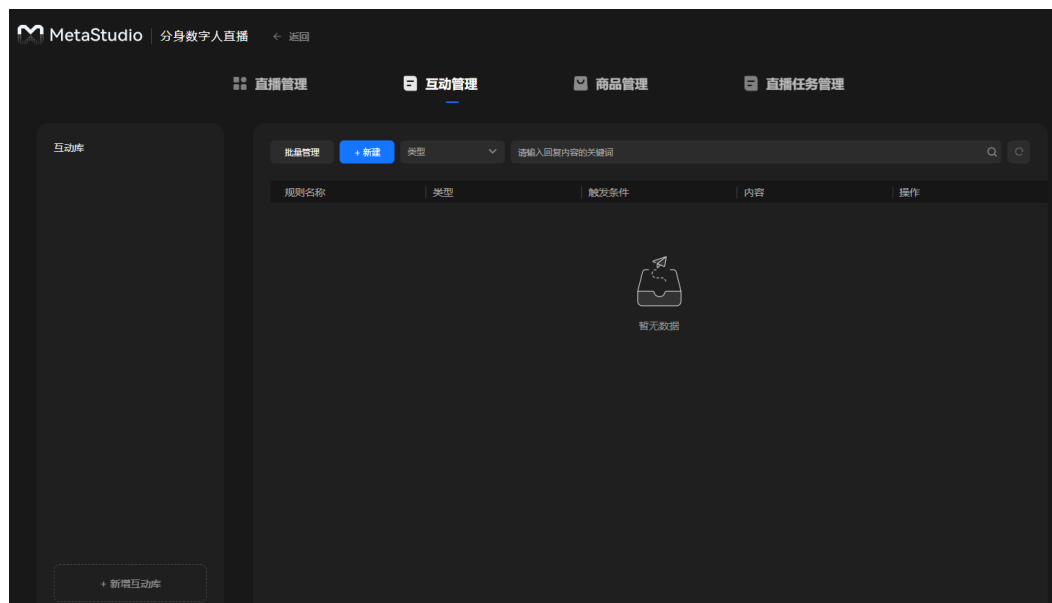 MetaStudio 分身数字人直播 ← 返回
直播管理 互动管理 商品管理 直播任务管理
互动库
批量管理 + 新建 类型 请输入回复内容的关键词
规则名称 类型 触发条件 内容 操作
暂无数据
+ 新增互动库